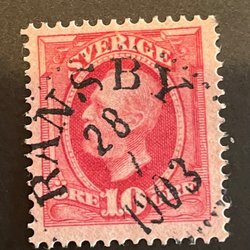 SVERIGE
RANSBY
28
1
1903
ÖRE 10